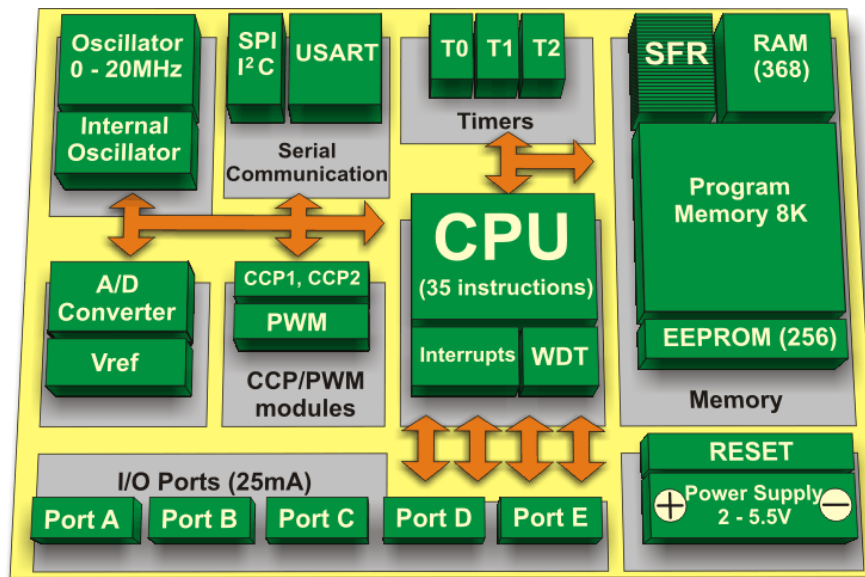 Oscillator
0 - 20MHz
Internal
Oscillator
SPI
I²C
USART
Serial
Communication
T0
T1
T2
Timers
SFR
RAM
(368)
Program
Memory 8K
EEPROM (256)
Memory
A/D
Converter
Vref
CCP1, CCP2
PWM
CCP/PWM
modules
CPU
(35 instructions)
Interrupts
WDT
I/O Ports (25mA)
Port A
Port B
Port C
Port D
Port E
RESET
+
Power Supply
2 - 5.5V
−